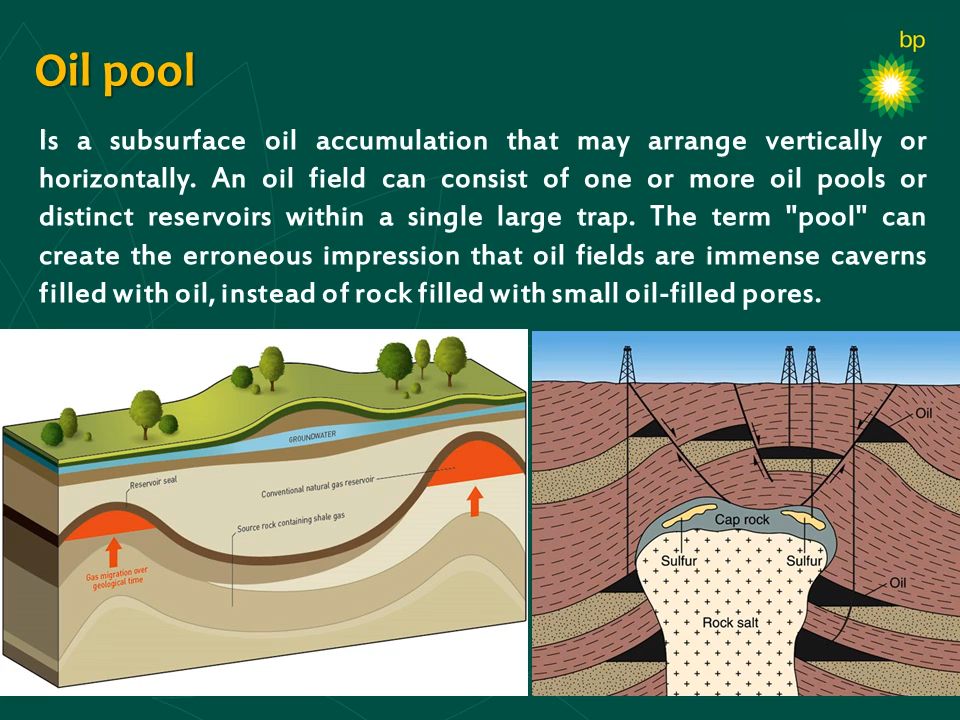 bp
Oil pool
Is a subsurface oil accumulation that may arrange vertically or
horizontally. An oil field can consist of one or more oil pools or
distinct reservoirs within a single large trap. The term "pool" can
create the erroneous impression that oil fields are immense caverns
filled with oil, instead of rock filled with small oil-filled pores.
GROUNDWATER
Reservoir seal
Conventional natural gas reservoir
Source rock containing shale gas
Gas migration over
geological time
Oil
Cap rock
Sulfur
Sulfur
Oil
Rock salt